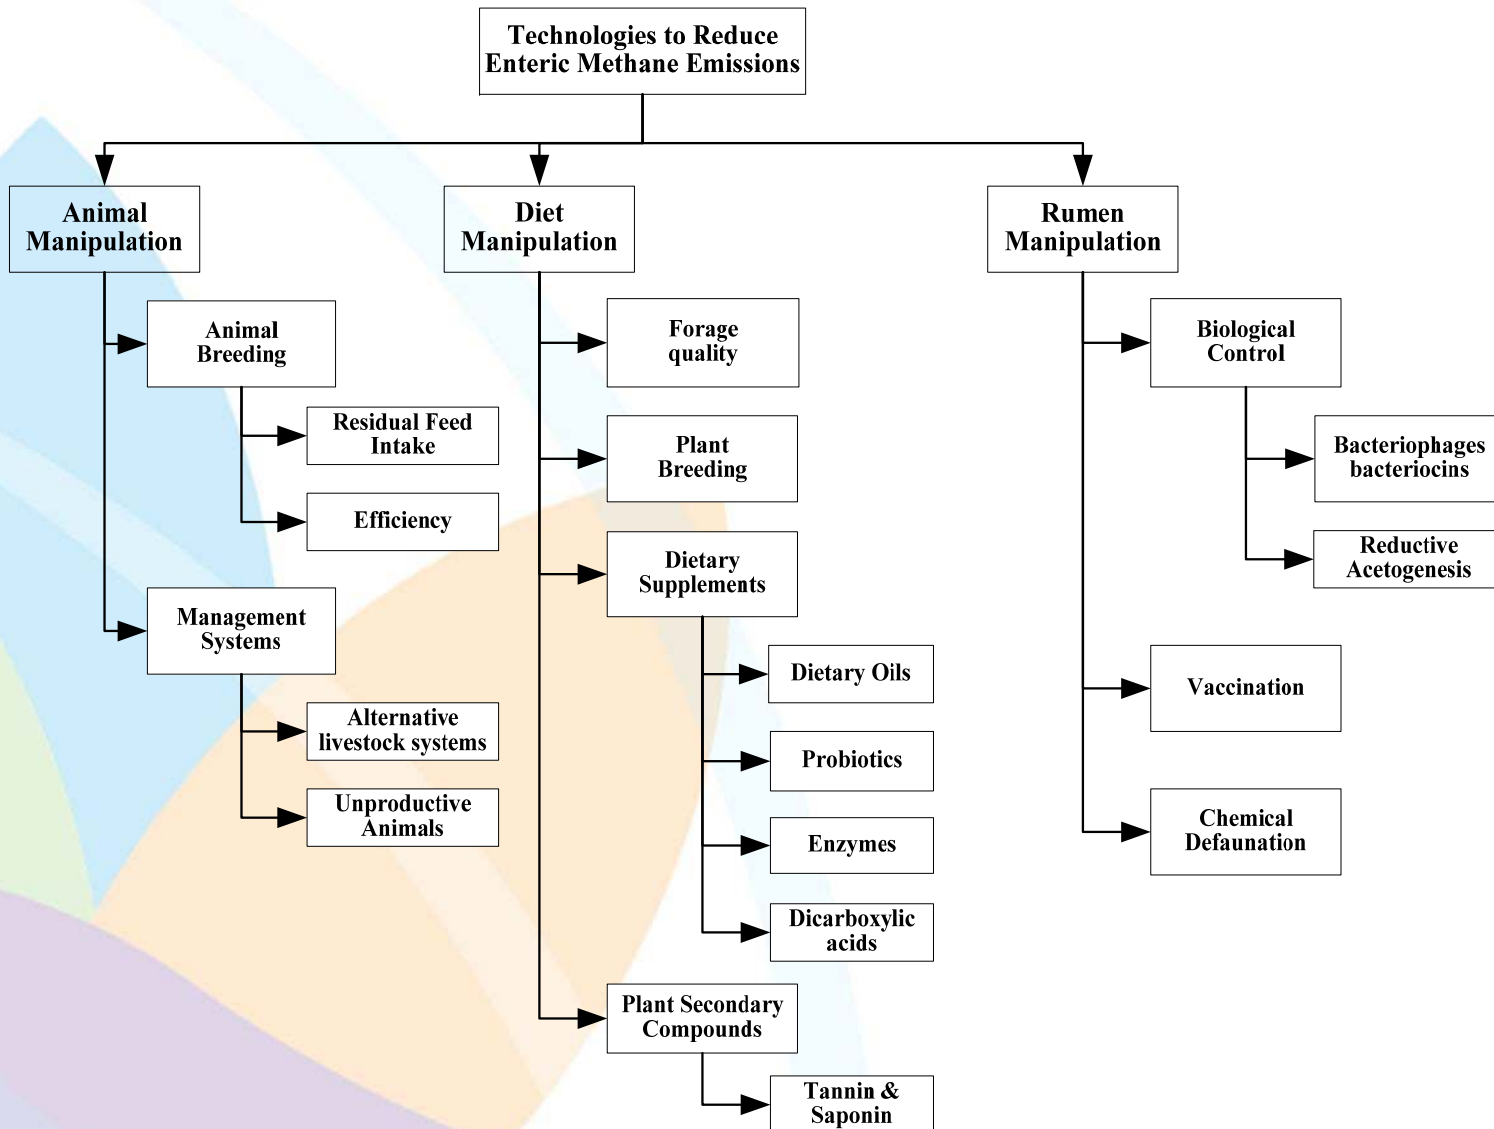 Technologies to Reduce
Enteric Methane Emissions
Animal
Manipulation
Animal
Breeding
Residual Feed
Intake
Efficiency
Management
Systems
Alternative
livestock systems
Unproductive
Animals
Diet
Manipulation
Forage
quality
Plant
Breeding
Dietary
Supplements
Dietary Oils
Probiotics
Enzymes
Dicarboxylic
acids
Plant Secondary
Compounds
Tannin &
Saponin
Rumen
Manipulation
Biological
Control
Bacteriophages
bacteriocins
Reductive
Acetogenesis
Vaccination
Chemical
Defaunation